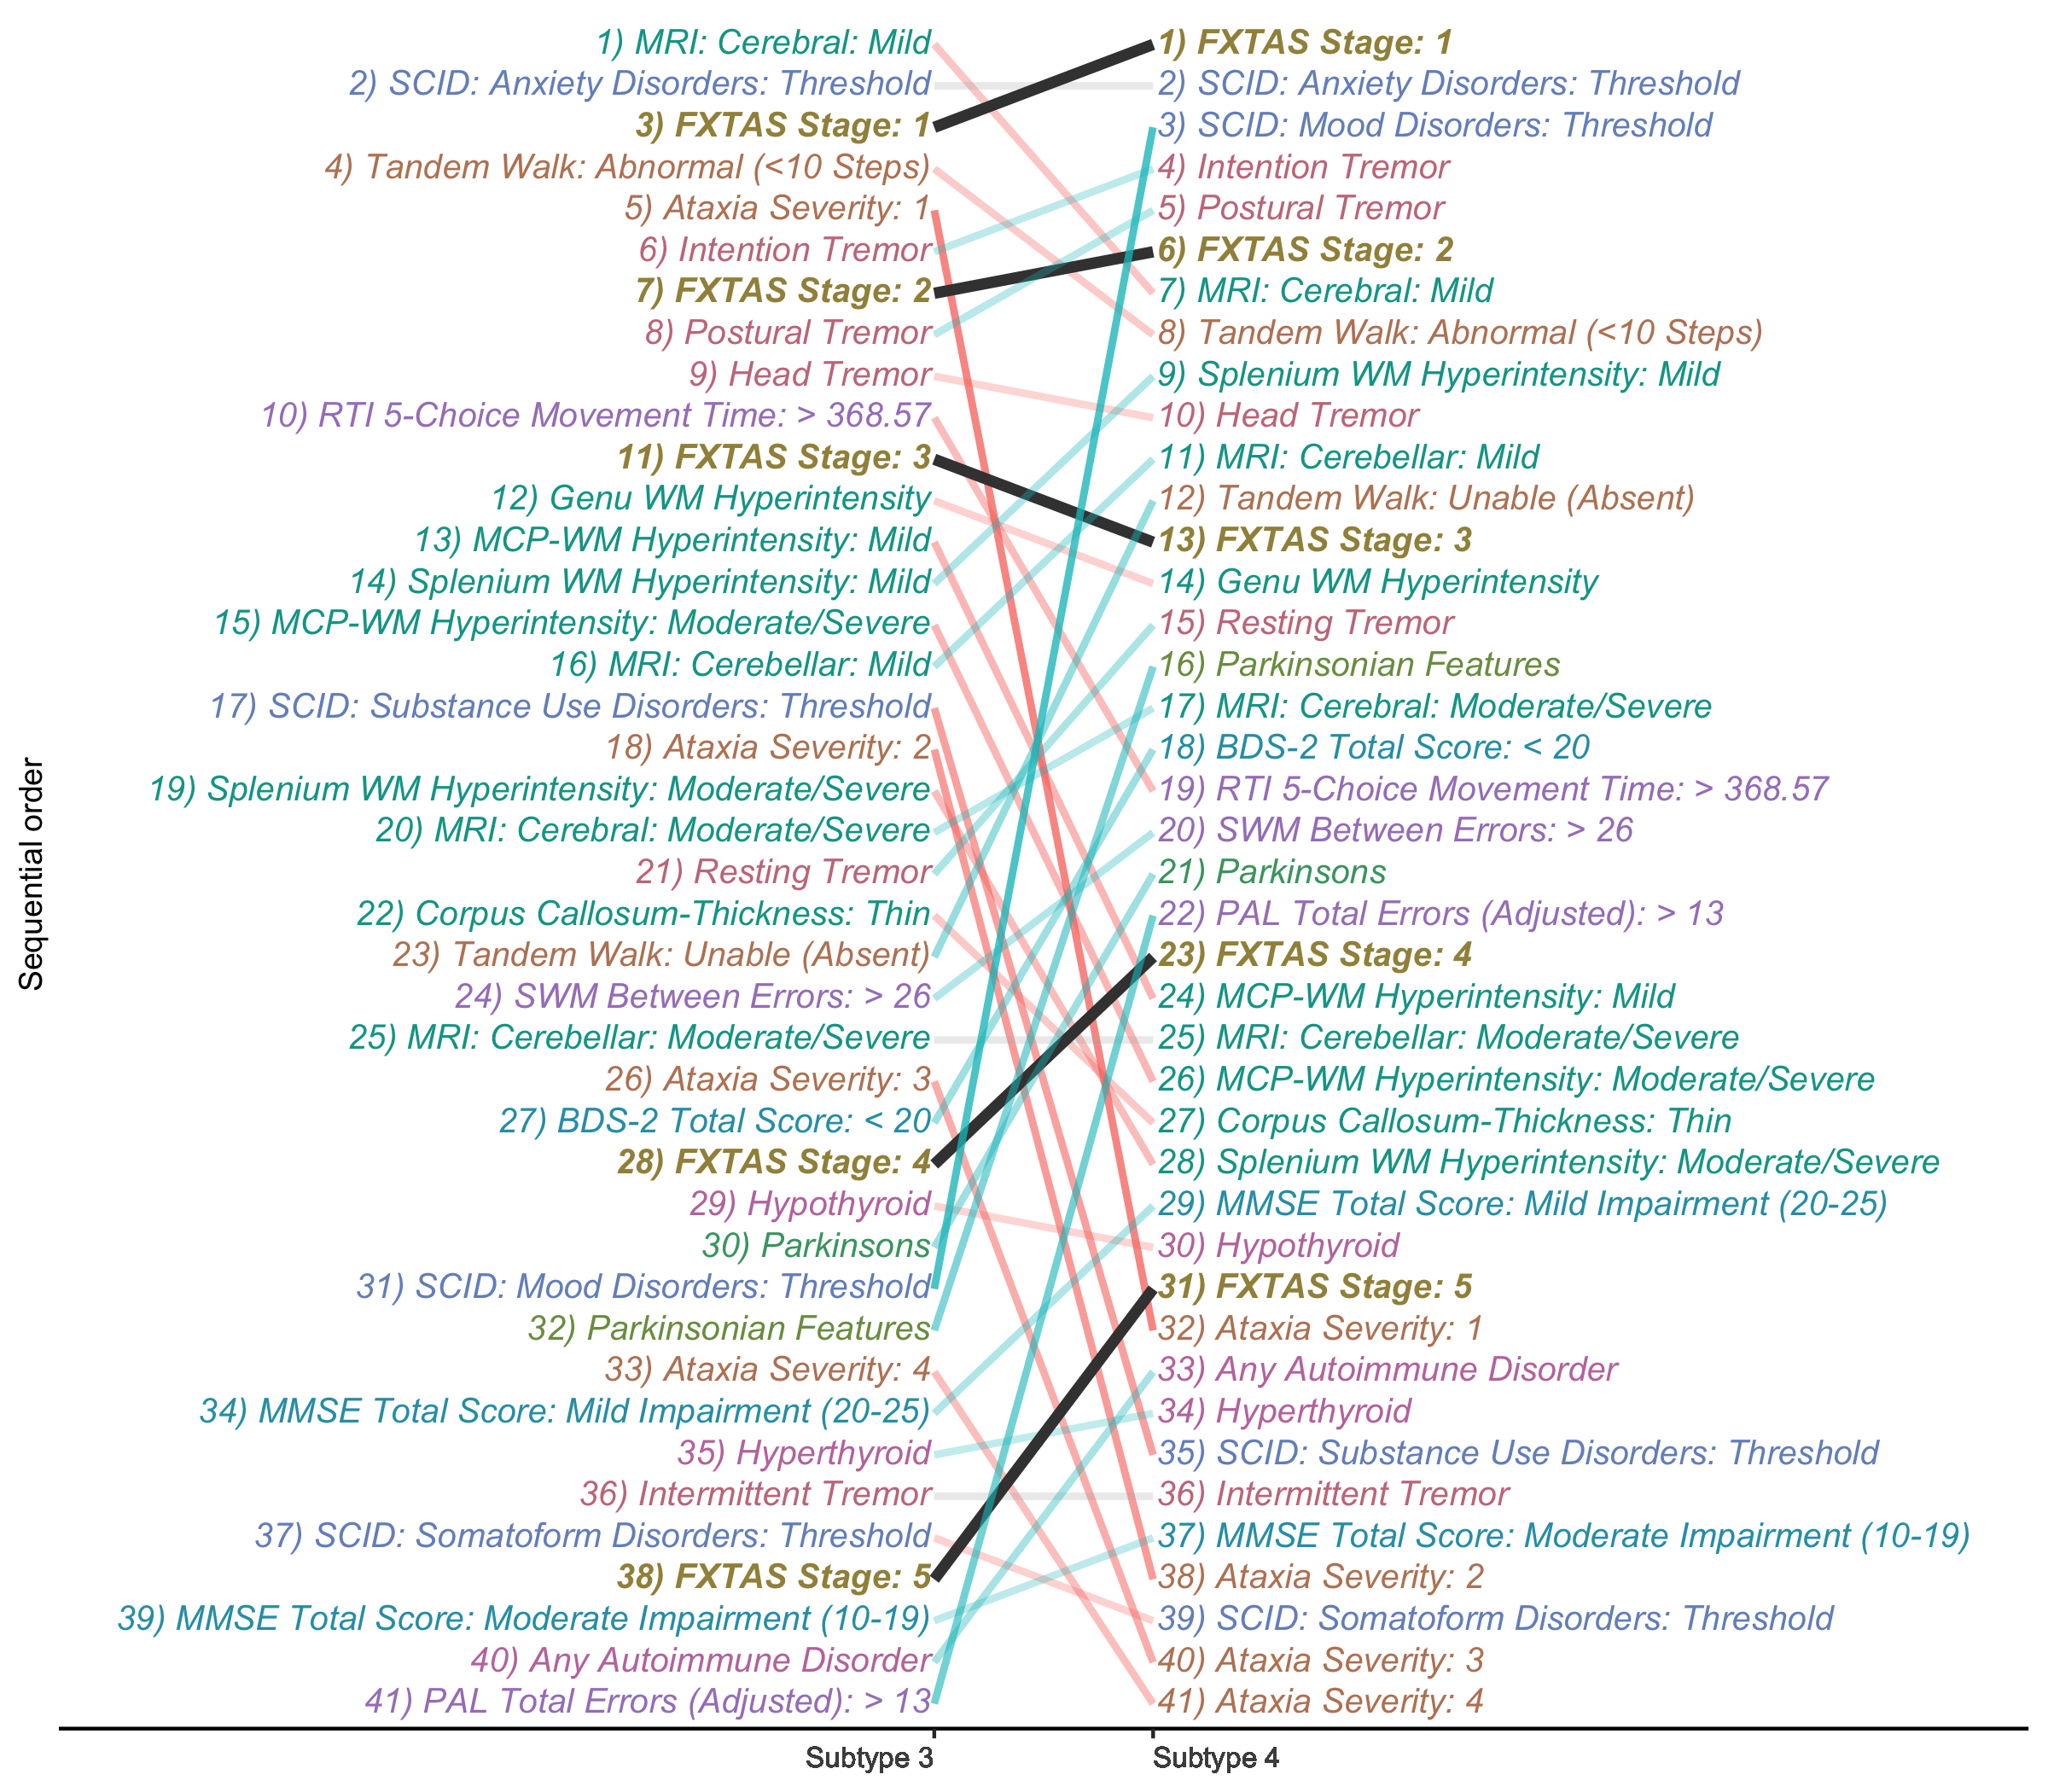 1) MRI: Cerebral: Mild
2) SCID: Anxiety Disorders: Threshold
3) FXTAS Stage: 1
4) Tandem Walk: Abnormal (<10 Steps)
5) Ataxia Severity: 1
6) Intention Tremor
7) FXTAS Stage: 2
8) Postural Tremor
9) Head Tremor
10) RTI 5-Choice Movement Time: > 368.57
11) FXTAS Stage: 3
12) Genu WM Hyperintensity
13) MCP-WM Hyperintensity: Mild
14) Splenium WM Hyperintensity: Mild
15) MCP-WM Hyperintensity: Moderate/Severe
16) MRI: Cerebellar: Mild
17) SCID: Substance Use Disorders: Threshold
18) Ataxia Severity: 2
19) Splenium WM Hyperintensity: Moderate/Severe
20) MRI: Cerebral: Moderate/Severe
21) Resting Tremor
22) Corpus Callosum-Thickness: Thin
23) Tandem Walk: Unable (Absent)
24) SWM Between Errors: > 26
25) MRI: Cerebellar: Moderate/Severe
26) Ataxia Severity: 3
27) BDS-2 Total Score: < 20
28) FXTAS Stage: 4
29) Hypothyroid
30) Parkinsons
31) SCID: Mood Disorders: Threshold
32) Parkinsonian Features
33) Ataxia Severity: 4
34) MMSE Total Score: Mild Impairment (20-25)
35) Hyperthyroid
36) Intermittent Tremor
37) SCID: Somatoform Disorders: Threshold
38) FXTAS Stage: 5
39) MMSE Total Score: Moderate Impairment (10-19)
40) Any Autoimmune Disorder
41) PAL Total Errors (Adjusted): > 13
1) FXTAS Stage: 1
2) SCID: Anxiety Disorders: Threshold
3) SCID: Mood Disorders: Threshold
4) Intention Tremor
5) Postural Tremor
6) FXTAS Stage: 2
7) MRI: Cerebral: Mild
8) Tandem Walk: Abnormal (<10 Steps)
9) Splenium WM Hyperintensity: Mild
10) Head Tremor
11) MRI: Cerebellar: Mild
12) Tandem Walk: Unable (Absent)
13) FXTAS Stage: 3
14) Genu WM Hyperintensity
15) Resting Tremor
16) Parkinsonian Features
17) MRI: Cerebral: Moderate/Severe
18) BDS-2 Total Score: < 20
19) RTI 5-Choice Movement Time: > 368.57
20) SWM Between Errors: > 26
21) Parkinsons
22) PAL Total Errors (Adjusted): > 13
23) FXTAS Stage: 4
24) MCP-WM Hyperintensity: Mild
25) MRI: Cerebellar: Moderate/Severe
26) MCP-WM Hyperintensity: Moderate/Severe
27) Corpus Callosum-Thickness: Thin
28) Splenium WM Hyperintensity: Moderate/Severe
29) MMSE Total Score: Mild Impairment (20-25)
30) Hypothyroid
31) FXTAS Stage: 5
32) Ataxia Severity: 1
33) Any Autoimmune Disorder
34) Hyperthyroid
35) SCID: Substance Use Disorders: Threshold
36) Intermittent Tremor
37) MMSE Total Score: Moderate Impairment (10-19)
38) Ataxia Severity: 2
39) SCID: Somatoform Disorders: Threshold
40) Ataxia Severity: 3
41) Ataxia Severity: 4
Sequential order
Subtype 3
Subtype 4